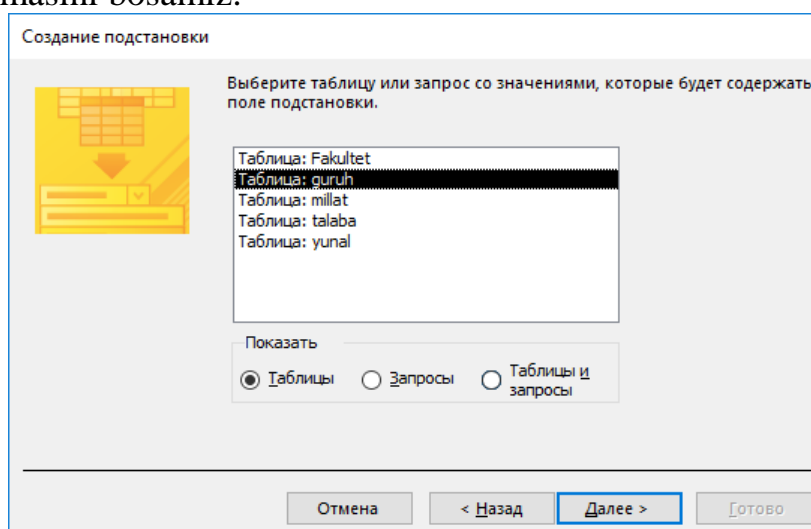 bosamiz.
Создание подстановки
Выберите таблицу или запрос со значениями, которые будет содержать
поле подстановки.
Таблица: Fakultet
Таблица: guruh
Таблица: millat
Таблица: talaba
Таблица: yunal
Показать
Таблицы
Запросы
Таблицы и
запросы
Отмена
< Назад
Далее >
Готово